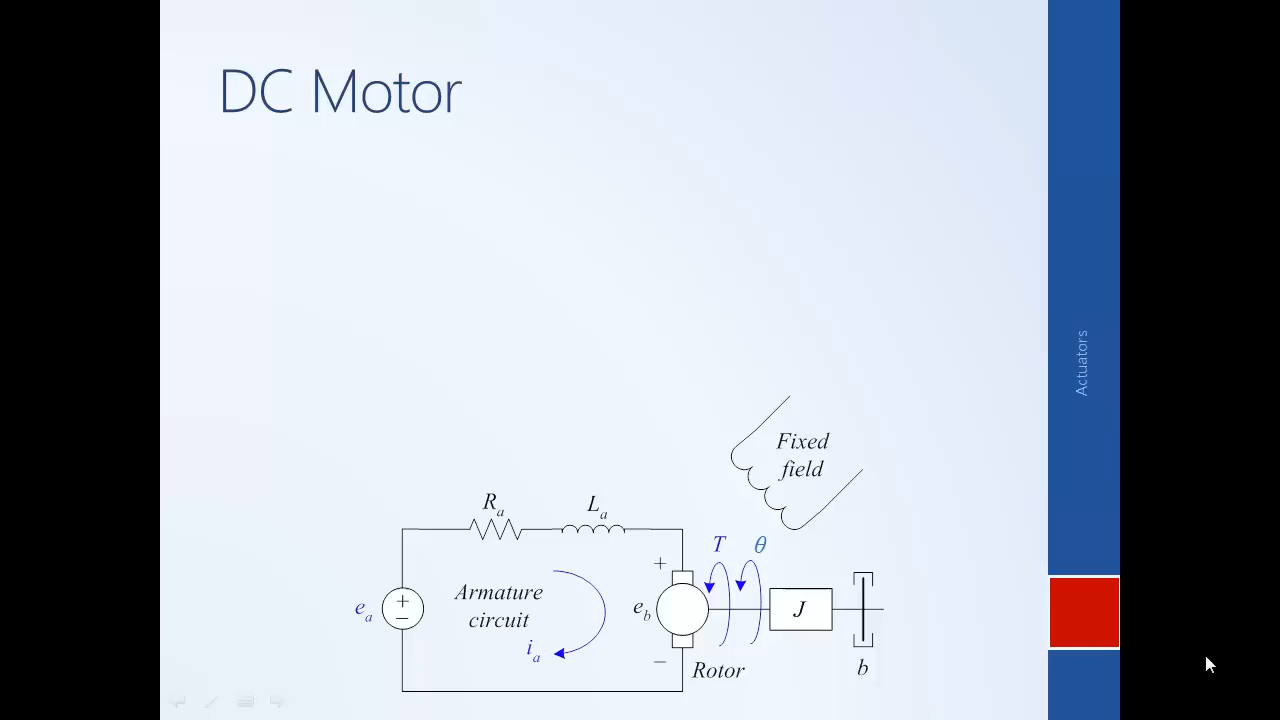 DC Motor
Actuators
Fixed
field
Rₐ
Lₐ
T
θ
+
eₐ
+
−
Armature
circuit
iₐ
e_b
J
−
Rotor
b